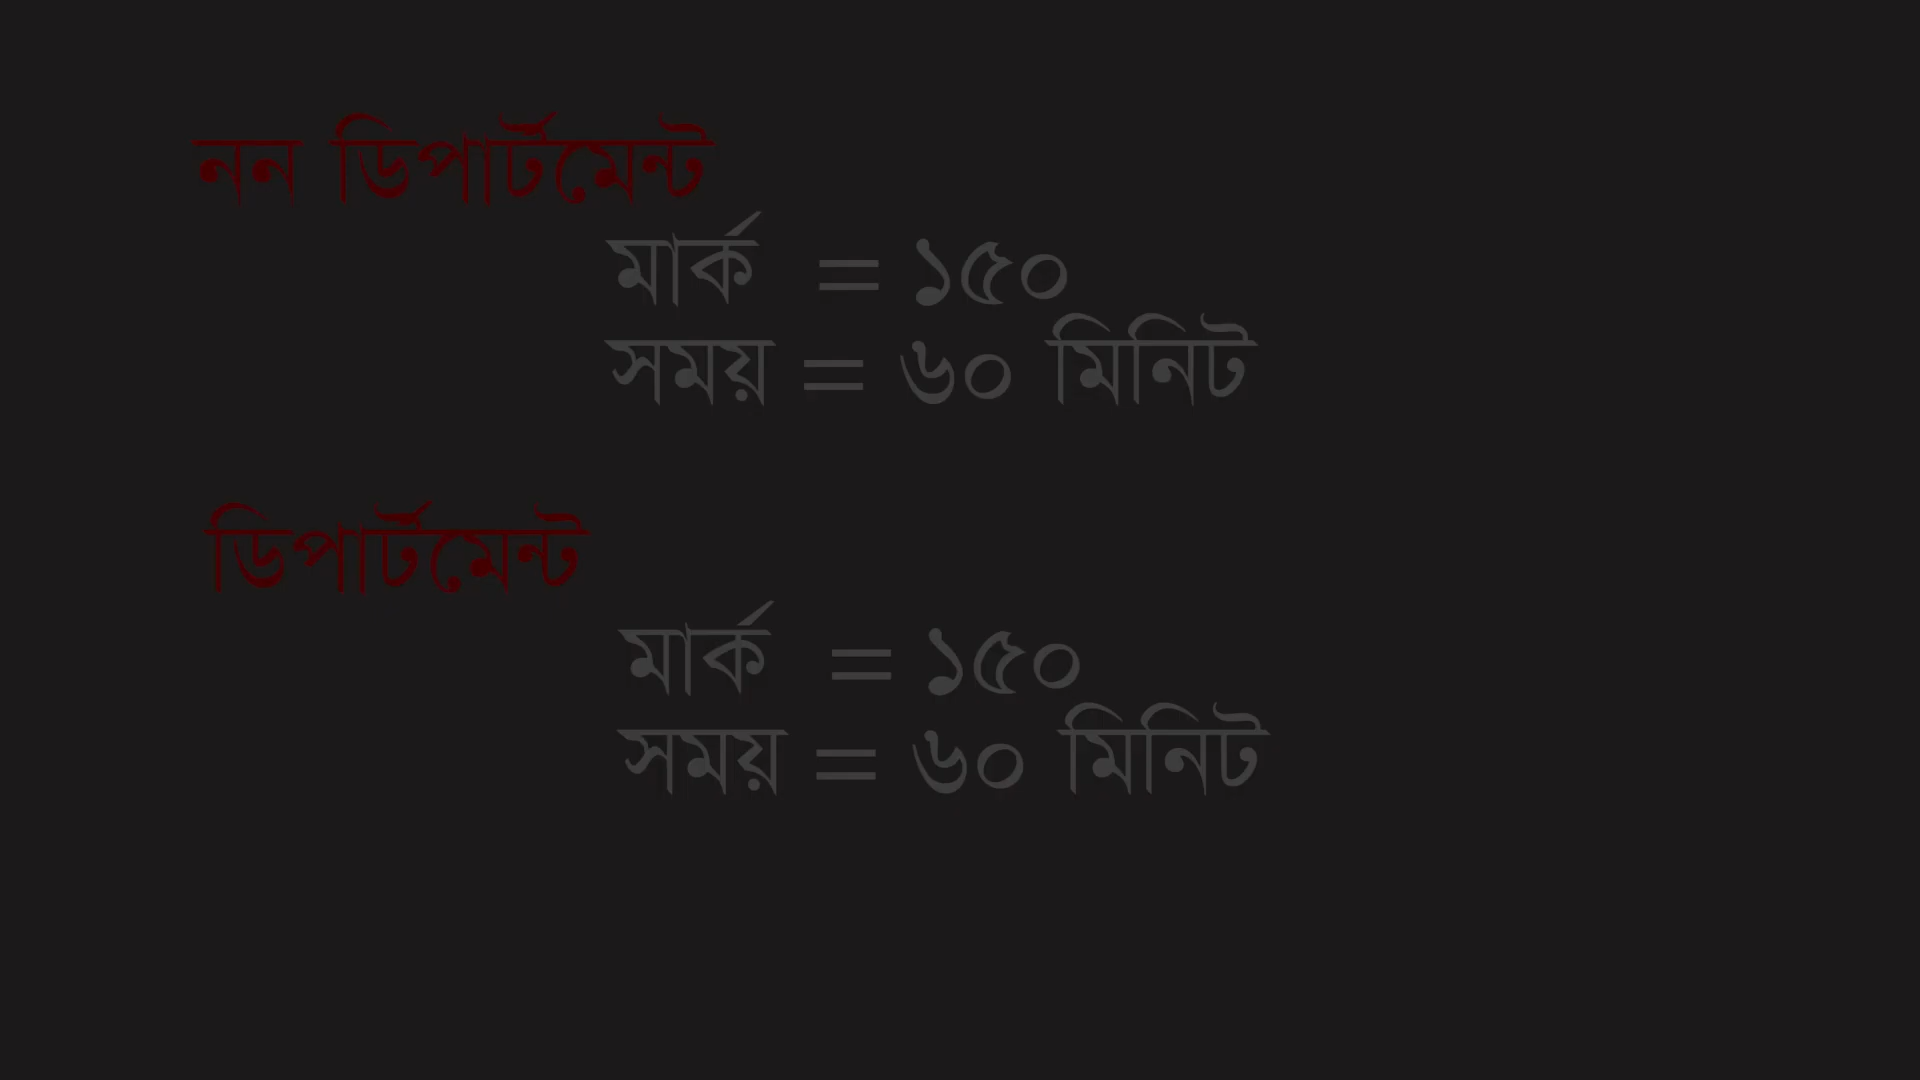 নন ডিপার্টমেন্ট
মার্ক = ১৫০
সময় = ৬০ মিনিট
ডিপার্টমেন্ট
মার্ক = ১৫০
সময় = ৬০ মিনিট